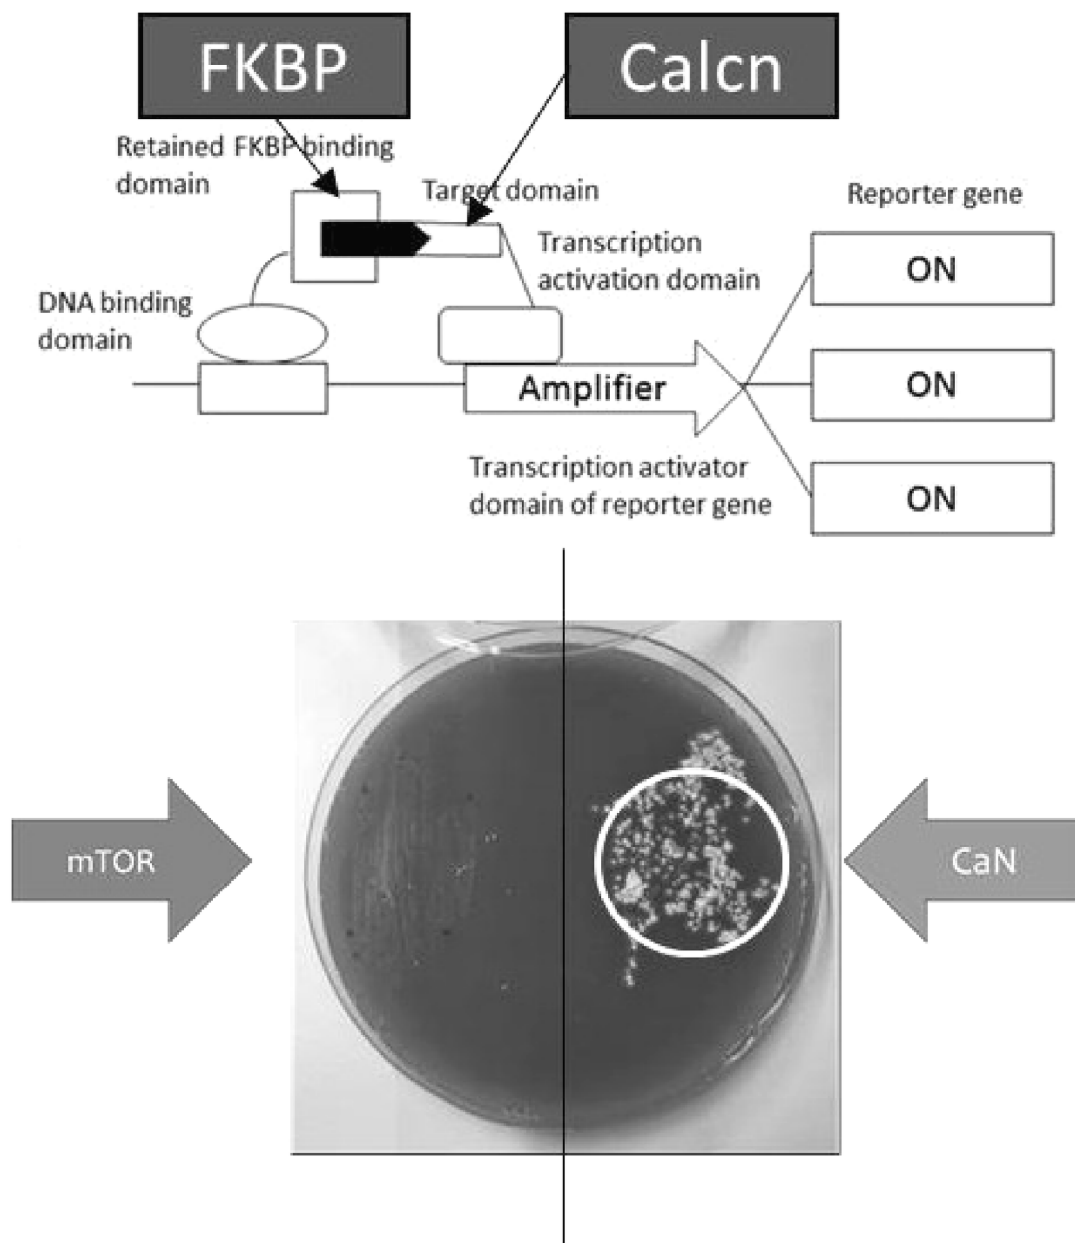 FKBP
Calcn
Retained FKBP binding
domain
Target domain
Reporter gene
Transcription
activation domain
DNA binding
domain
ON
ON
ON
Amplifier
Transcription activator
domain of reporter gene
mTOR
CaN